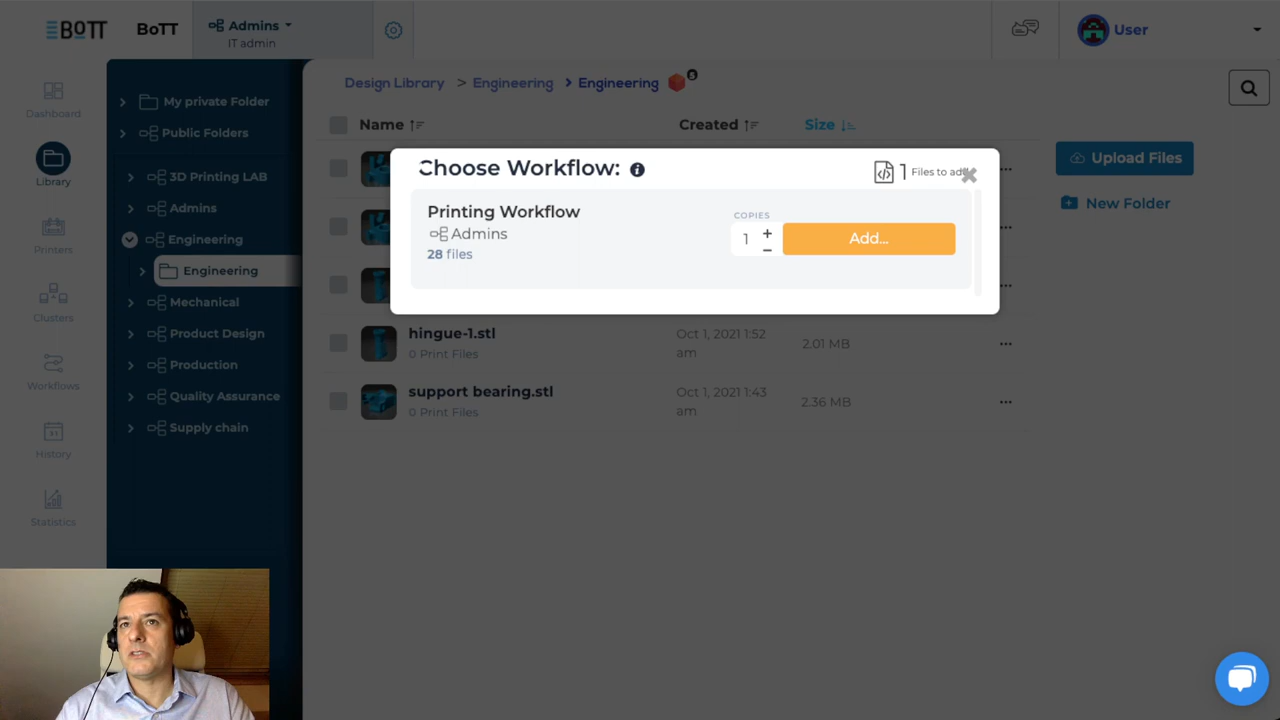 BOTT
BoTT
Admins
IT admin
User
Dashboard
Library
Printers
Clusters
Workflows
History
Statistics
My private Folder
Public Folders
3D Printing LAB
Admins
Engineering
Engineering
Mechanical
Product Design
Production
Quality Assurance
Supply chain
Design Library > Engineering > Engineering
Name
Created
Size
Upload Files
New Folder
Choose Workflow:
1 Files to add
Printing Workflow
Admins
28 files
COPIES
1 + −
Add...
hingue-1.stl
0 Print Files
Oct 1, 2021 1:52
am
2.01 MB
...
support bearing.stl
0 Print Files
Oct 1, 2021 1:43
am
2.36 MB
...